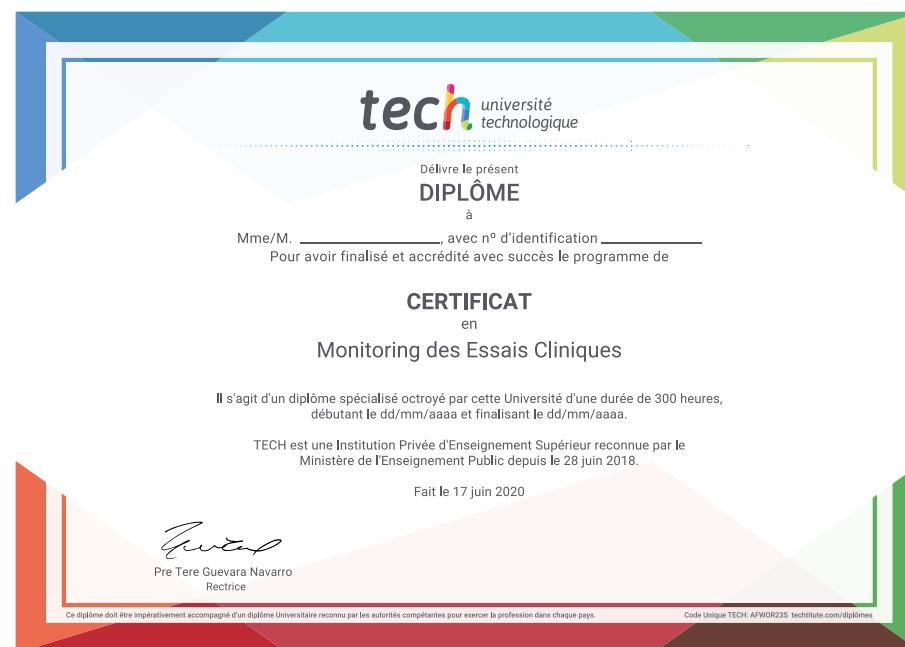 tech université
technologique
Délivre le présent
DIPLÔME
à
Mme/M. ____________________, avec nº d'identification ______________
Pour avoir finalisé et accrédité avec succès le programme de
CERTIFICAT
en
Monitoring des Essais Cliniques
Il s'agit d'un diplôme spécialisé octroyé par cette Université d'une durée de 300 heures,
débutant le dd/mm/aaaa et finalisant le dd/mm/aaaa.
TECH est une Institution Privée d'Enseignement Supérieur reconnue par le
Ministère de l'Enseignement Public depuis le 28 juin 2018.
Fait le 17 juin 2020
Pre Tere Guevara Navarro
Rectrice
Ce diplôme doit être impérativement accompagné d'un diplôme Universitaire reconnu par les autorités compétentes pour exercer la profession dans chaque pays.
Code Unique TECH: AFWOR23S techtitute.com/diplômes